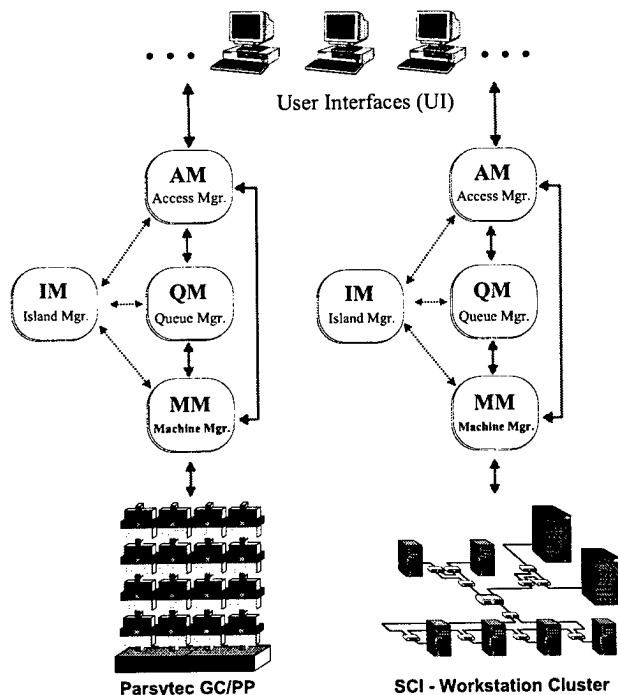 User Interfaces (UI)
AM
Access Mgr.
IM
Island Mgr.
QM
Queue Mgr.
MM
Machine Mgr.
Parsytec GC/PP
AM
Access Mgr.
IM
Island Mgr.
QM
Queue Mgr.
MM
Machine Mgr.
SCI - Workstation Cluster